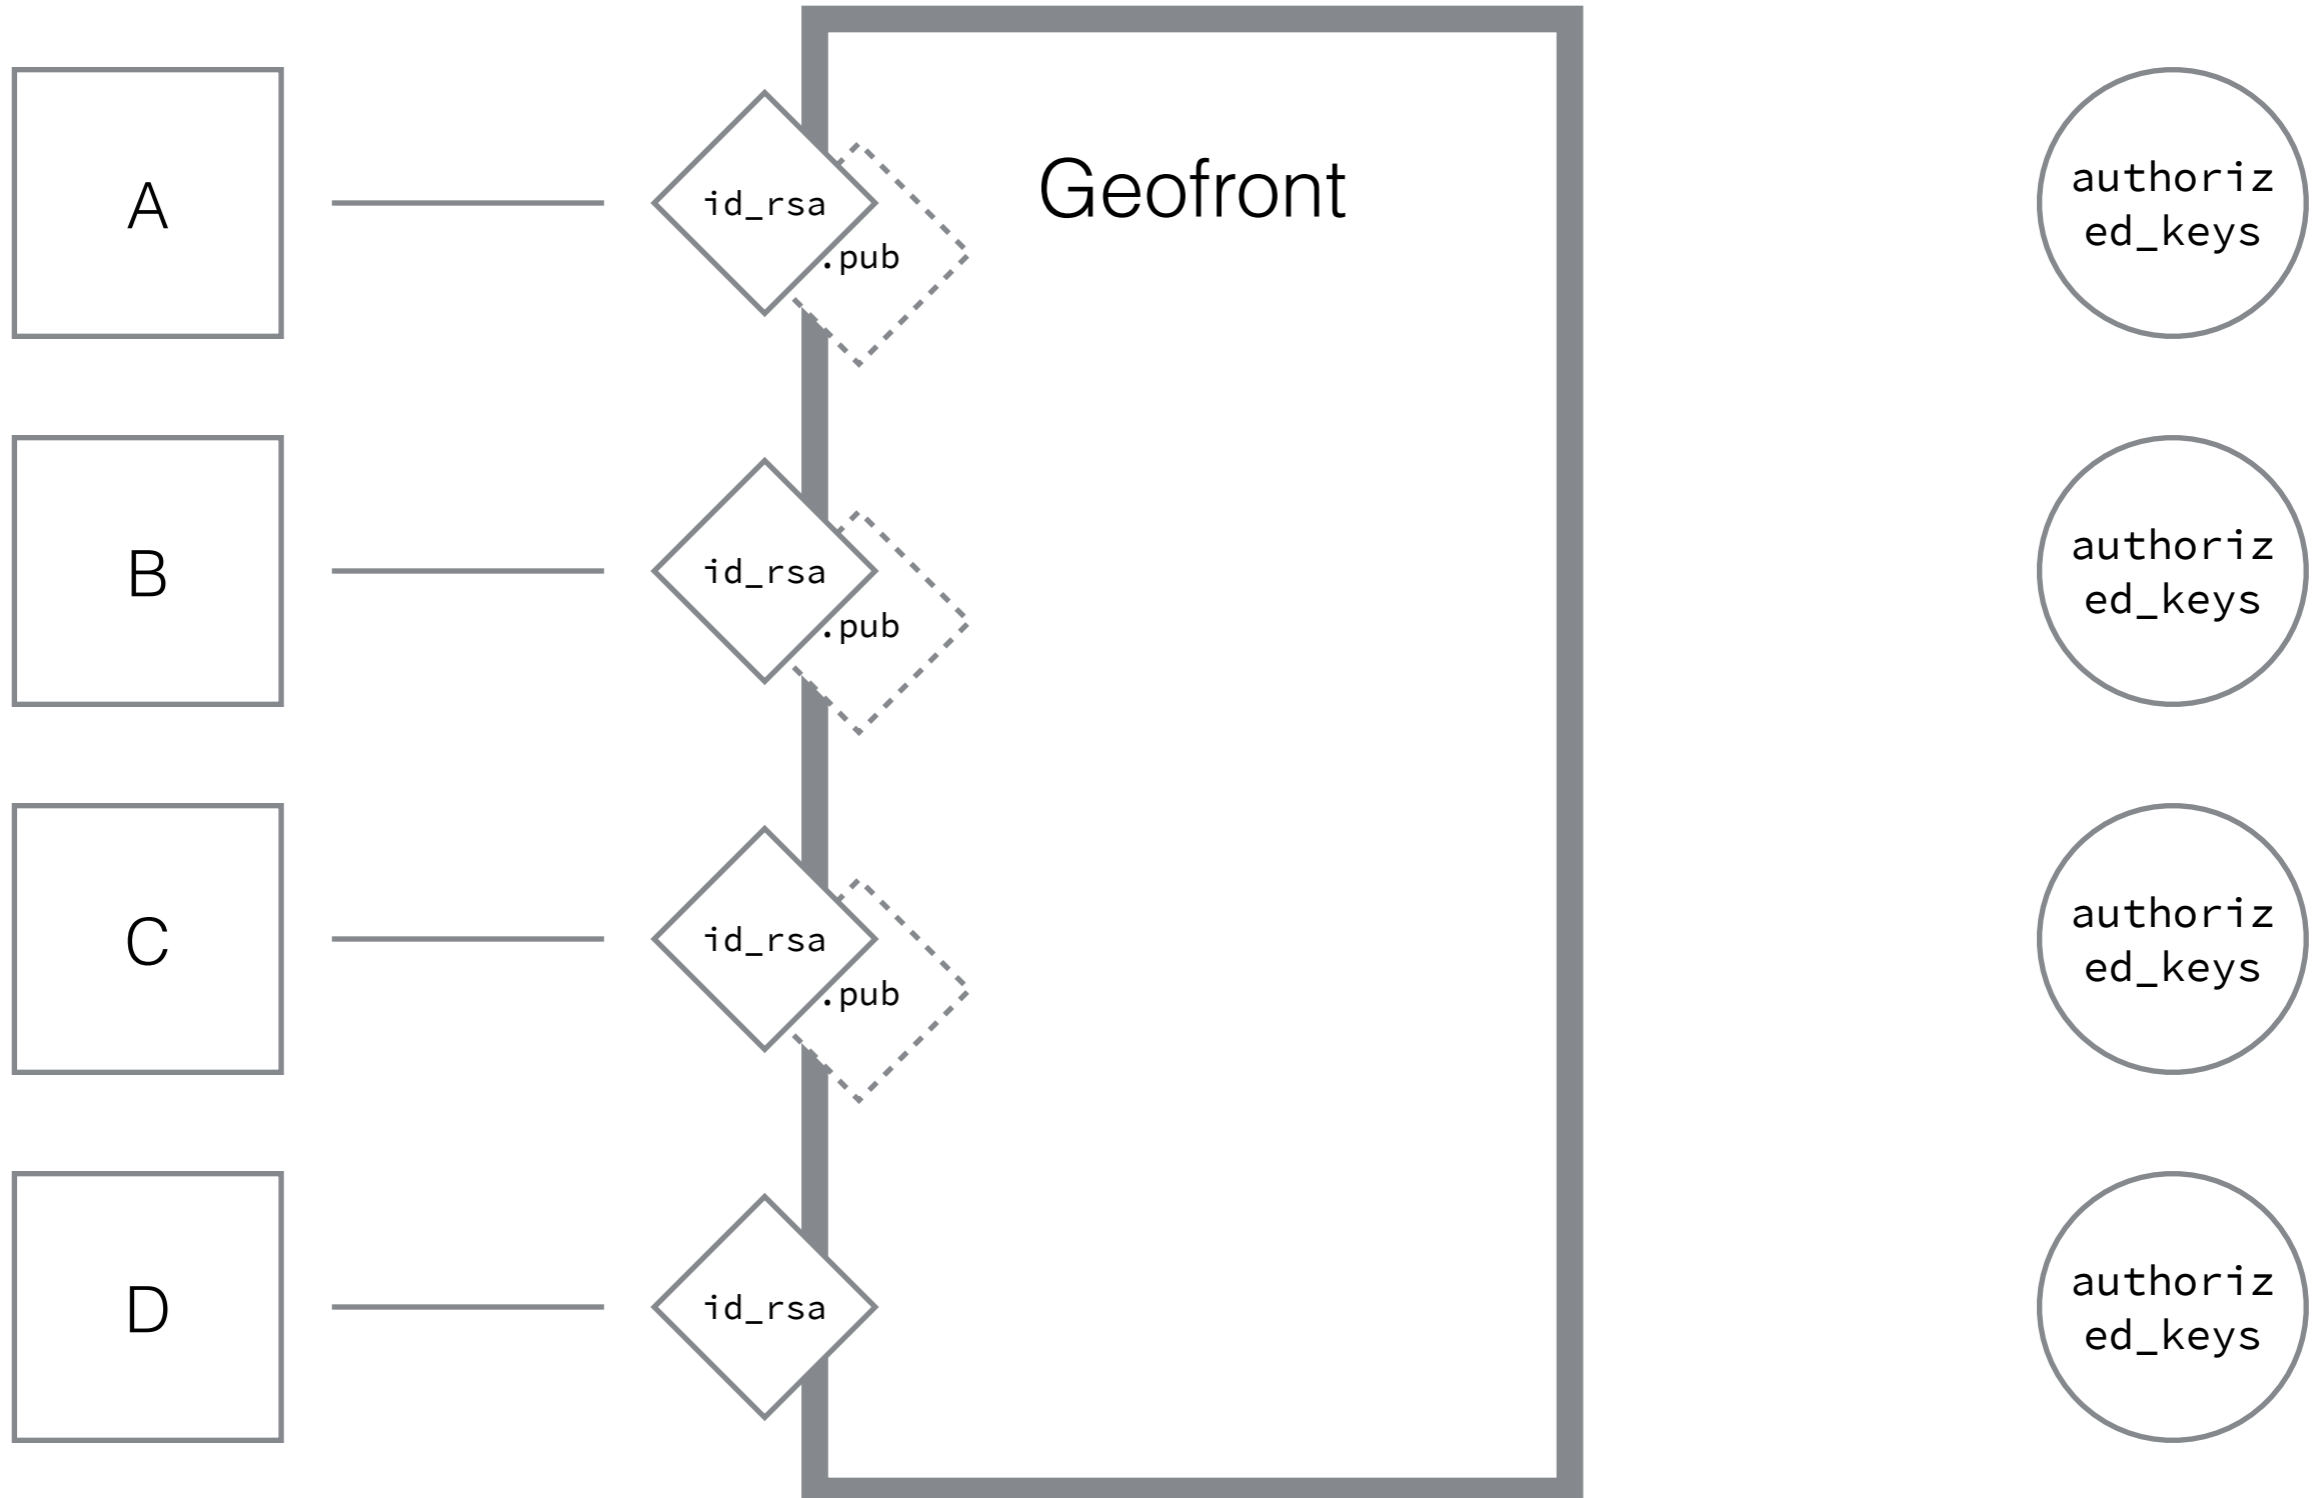 Geofront
A
id_rsa
.pub
authoriz
ed_keys
B
id_rsa
.pub
authoriz
ed_keys
C
id_rsa
.pub
authoriz
ed_keys
D
id_rsa
authoriz
ed_keys